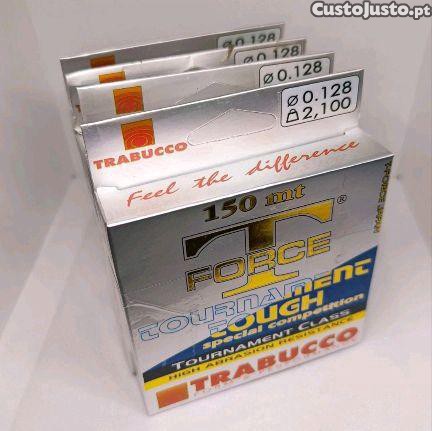 CustoJusto.pt
Ø 0.128
Ø 0.128
Ø 0.128
Ø 0.128
2,100
TRABUCCO
Feel the difference
150 mt
T ®
FORCE
TOURNAMENT
TOUGH
special competition
TOURNAMENT CLASS
HIGH ABRASION RESISTANCE
TRABUCCO